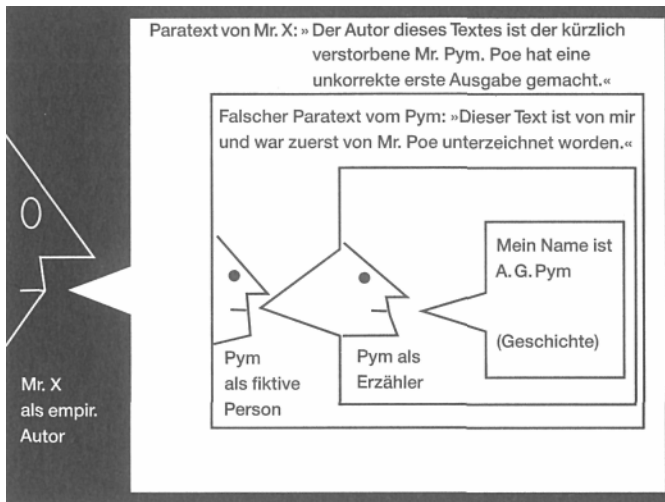 Paratext von Mr. X: » Der Autor dieses Textes ist der kürzlich
verstorbene Mr. Pym. Poe hat eine
unkorrekte erste Ausgabe gemacht.«
Falscher Paratext vom Pym: »Dieser Text ist von mir
und war zuerst von Mr. Poe unterzeichnet worden.«
Mein Name ist
A. G. Pym
(Geschichte)
Pym
als fiktive
Person
Pym als
Erzähler
Mr. X
als empir.
Autor